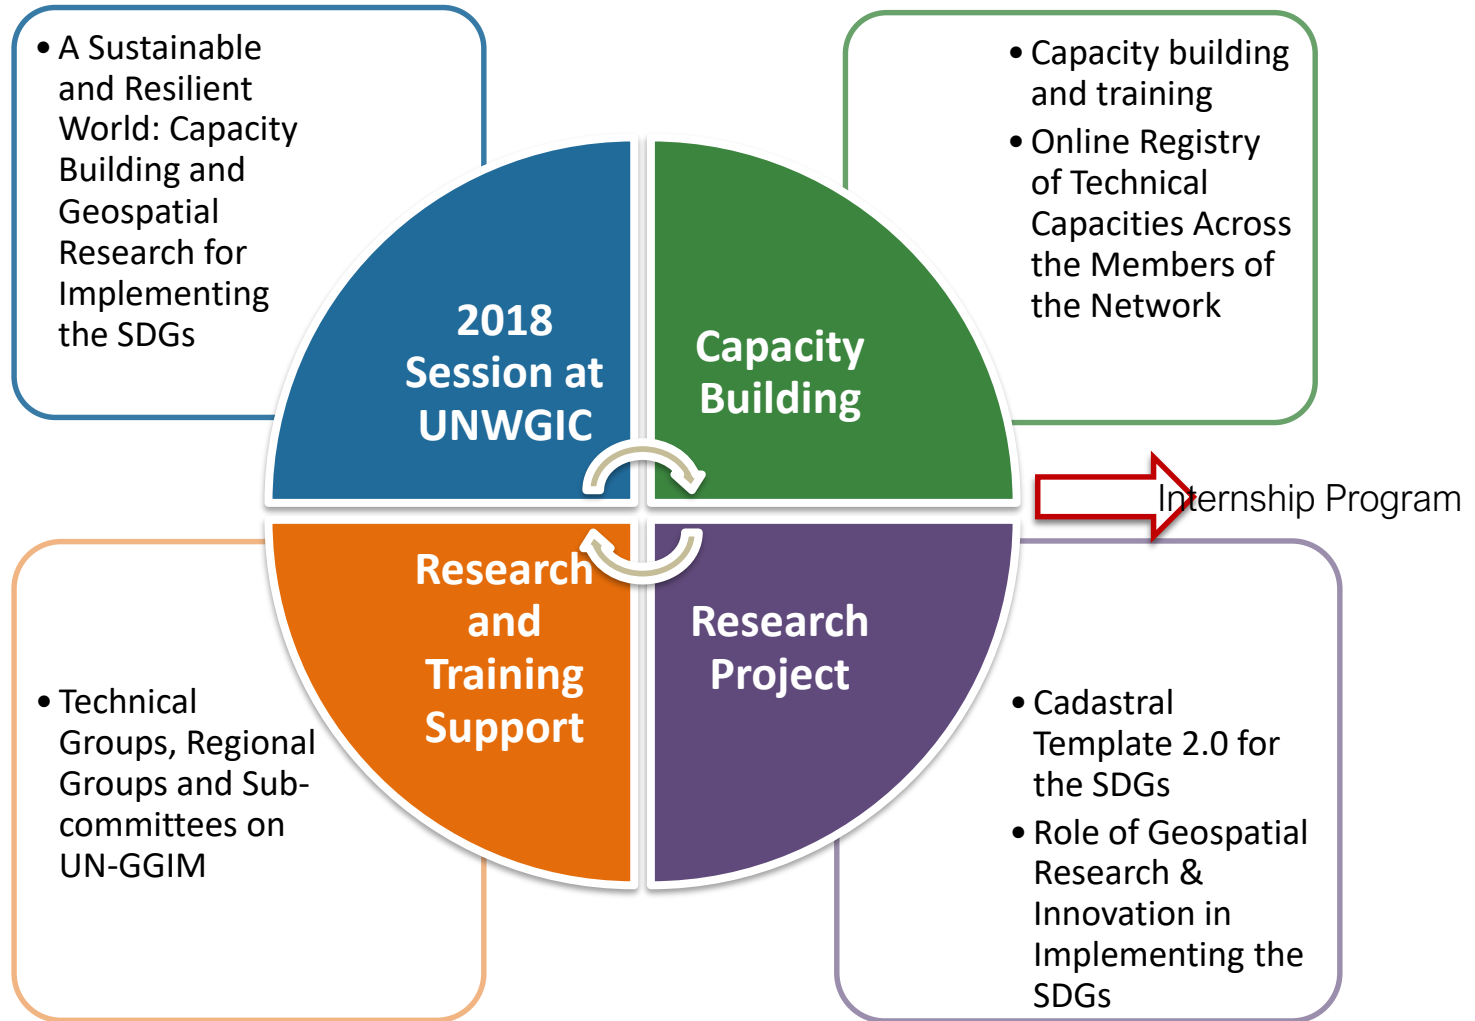 • A Sustainable
and Resilient
World: Capacity
Building and
Geospatial
Research for
Implementing
the SDGs
• Capacity building
and training
• Online Registry
of Technical
Capacities Across
the Members of
the Network
2018
Session at
UNWGIC
Capacity
Building
Internship Program
Research
and
Training
Support
Research
Project
• Technical
Groups, Regional
Groups and Sub-
committees on
UN-GGIM
• Cadastral
Template 2.0 for
the SDGs
• Role of Geospatial
Research &
Innovation in
Implementing the
SDGs